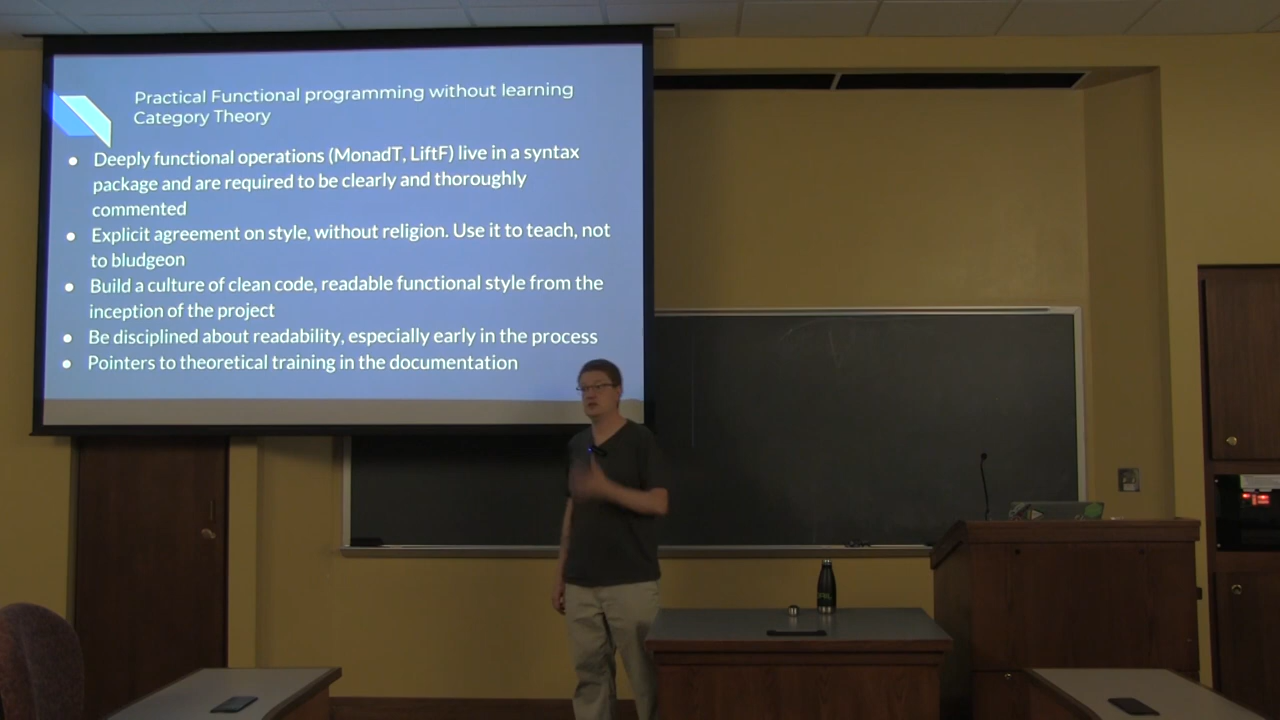 Practical Functional programming without learning
Category Theory
● Deeply functional operations (MonadT, LiftF) live in a syntax
package and are required to be clearly and thoroughly
commented
● Explicit agreement on style, without religion. Use it to teach, not
to bludgeon
● Build a culture of clean code, readable functional style from the
inception of the project
● Be disciplined about readability, especially early in the process
● Pointers to theoretical training in the documentation